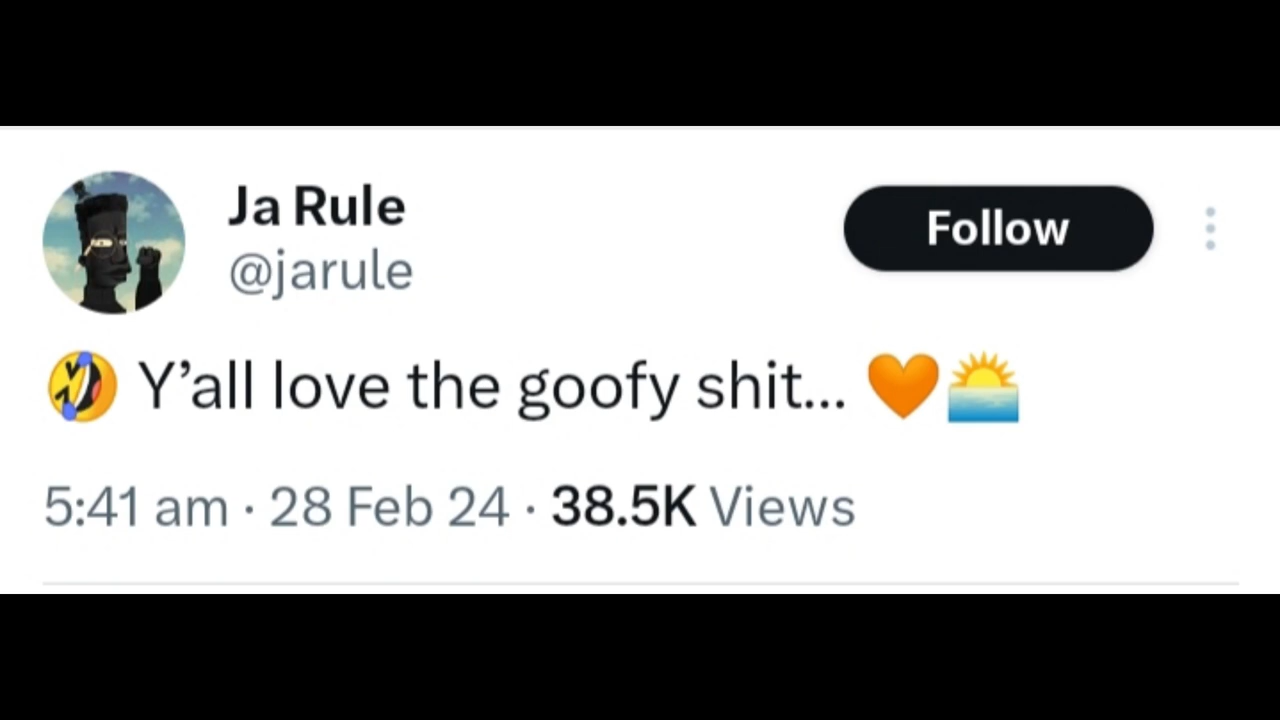 Ja Rule
Follow
@jarule
🤣 Y’all love the goofy shit... 🧡🌅
5:41 am · 28 Feb 24 · 38.5K Views